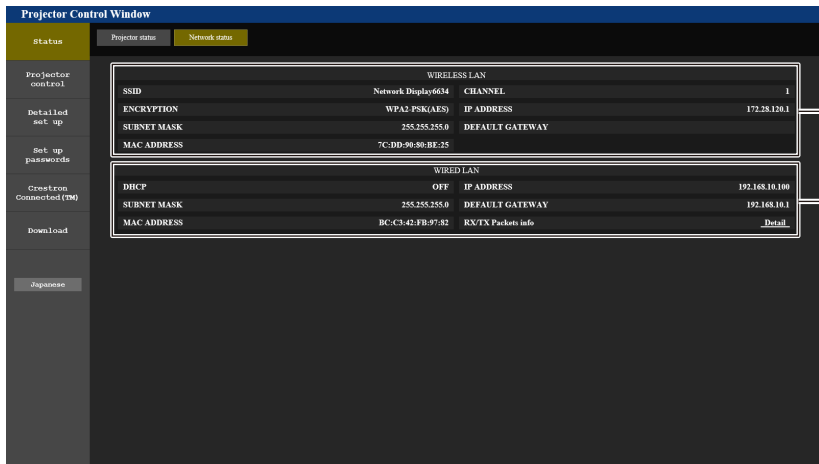 Projector Control Window
Status
Projector status
Network status
Projector
control
Detailed
set up
Set up
passwords
Crestron
Connected(TM)
Download
Japanese
WIRELESS LAN
SSID Network Display6634 CHANNEL 1
ENCRYPTION WPA2-PSK(AES) IP ADDRESS 172.28.120.1
SUBNET MASK 255.255.255.0 DEFAULT GATEWAY
MAC ADDRESS 7C:DD:90:80:BE:25
WIRED LAN
DHCP OFF IP ADDRESS 192.168.10.100
SUBNET MASK 255.255.255.0 DEFAULT GATEWAY 192.168.10.1
MAC ADDRESS BC:C3:42:FB:97:82 RX/TX Packets info Detail